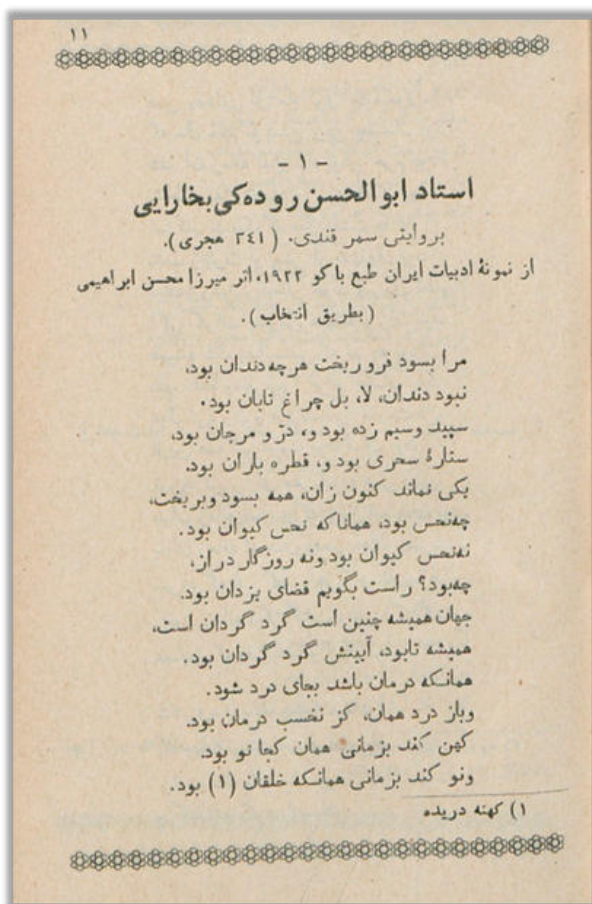 ۱۱
- ۱ -
استاد ابوالحسن روده‌کی بخارایی
بروایتی سمرقندی. (۳٤۱ هجری).
از نمونهٔ ادبیات ایران طبع باکو ۱۹۲۲، اثر میرزا محسن ابراهیمی
(بطریق انتخاب).
مرا بسود فرو ریخت هرچه دندان بود،
نبود دندان، لا، بل چراغ تابان بود.
سپید وسیم زده بود و، درّ و مرجان بود،
ستارهٔ سحری بود و، قطره باران بود.
یکی نماند کنون زان، همه بسود وبریخت،
چه‌نحس بود، هماناکه نحس کیوان بود.
نه‌نحس کیوان بود ونه روزگار دراز،
چه‌بود؟ راست بگویم قضای یزدان بود.
جهان همیشه چنین است گرد گردان است،
همیشه تابود، آیینش گرد گردان بود.
همانکه درمان باشد بجای درد شود.
وباز درد همان، کز نخست درمان بود.
کهن کند بزمانی همان کجا نو بود.
ونو کند بزمانی همانکه خلقان (۱) بود.
۱) کهنه دریده